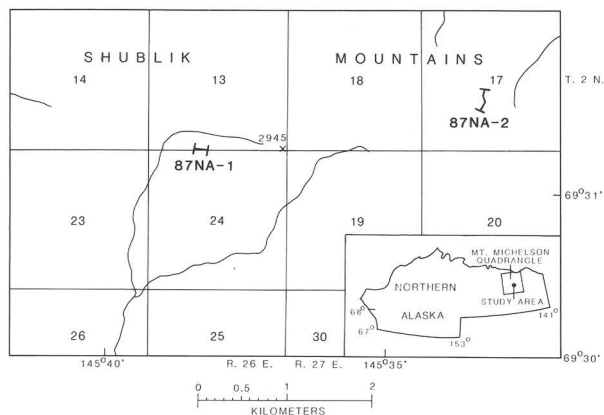 SHUBLIK MOUNTAINS
14 13 18 17 T. 2 N.
2945
87NA-2
87NA-1
69°31'
23 24 19 20
MT. MICHELSON
QUADRANGLE
NORTHERN
STUDY AREA
68°
ALASKA
141°
67°
153°
26 25 30
145°40' R. 26 E. R. 27 E. 145°35' 69°30'
0 0.5 1 2
KILOMETERS